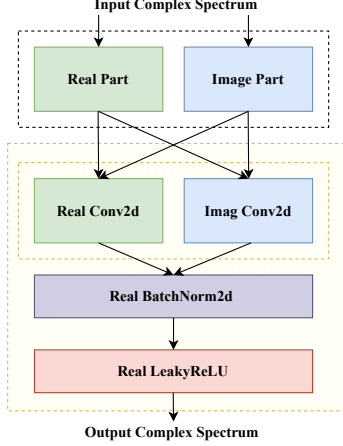 Input Complex Spectrum
Real Part
Image Part
Real Conv2d
Imag Conv2d
Real BatchNorm2d
Real LeakyReLU
Output Complex Spectrum